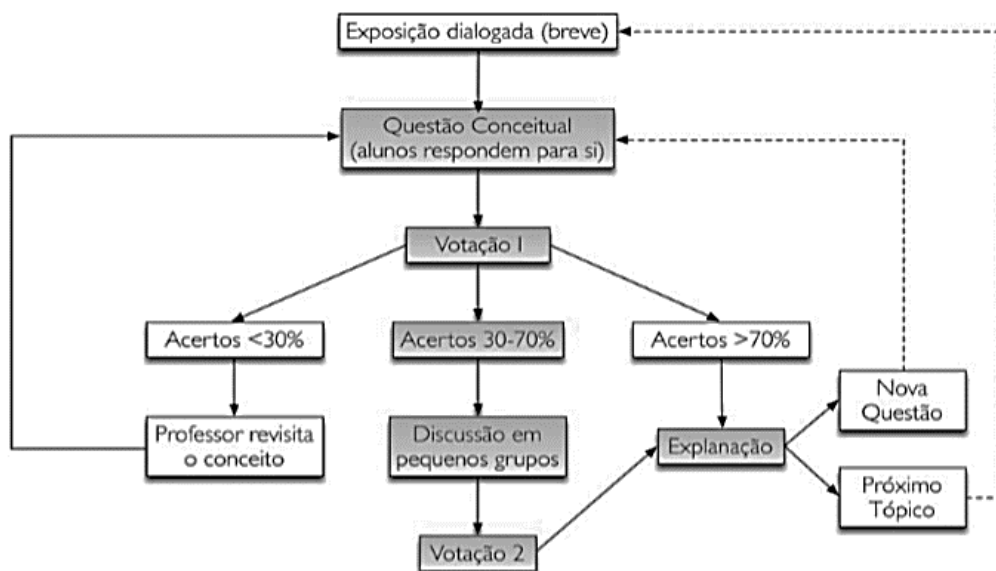 Exposição dialogada (breve)
Questão Conceitual
(alunos respondem para si)
Votação I
Acertos <30%
Acertos 30-70%
Acertos >70%
Professor revisita
o conceito
Discussão em
pequenos grupos
Explanação
Nova
Questão
Próximo
Tópico
Votação 2